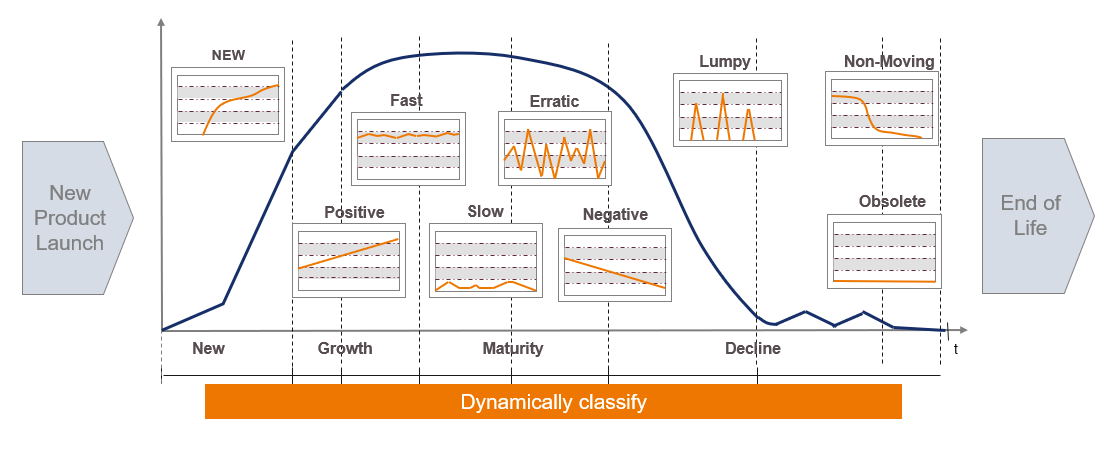 NEW
Lumpy
Non-Moving
Fast
Erratic
New
Product
Launch
End of
Life
Positive
Slow
Negative
Obsolete
New
Growth
Maturity
Decline
t
Dynamically classify